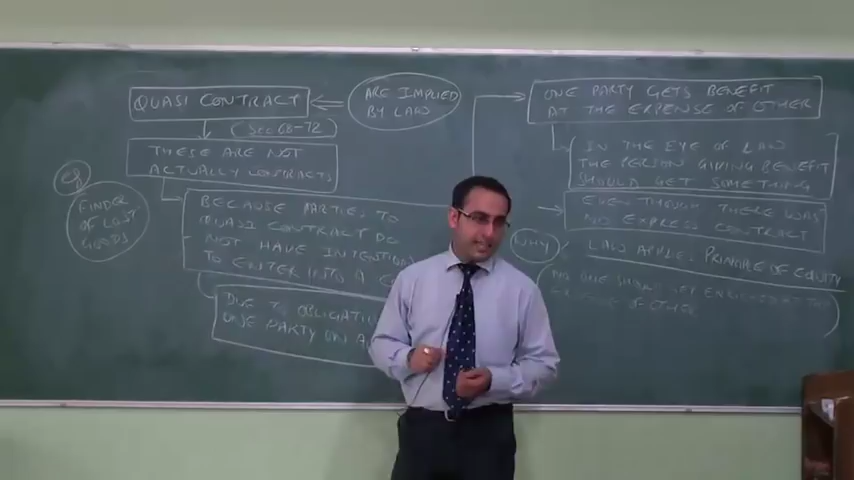 QUASI CONTRACT
ARE IMPLIED
BY LAW
(Sec 68-72
THESE ARE NOT
ACTUALLY CONTRACTS
eg
FINDER
OF LOST
GOODS
BECAUSE PARTIES TO
QUASI CONTRACT DO
NOT HAVE INTENTION
TO ENTER INTO A
DUE TO OBLIGATI
ONE PARTY ON A
ONE PARTY GETS BENEFIT
AT THE EXPENSE OF OTHER
IN THE EYE OF LAW
THE PERSON GIVING BENEFIT
SHOULD GET SOMETHING
EVEN THOUGH THERE WAS
NO EXPRESS CONTRACT
WHY
LAW APPLE. PRINCIPLE OF EQUITY
NO ONE SHALL GET ENRICHED AT THE
OF OTHER